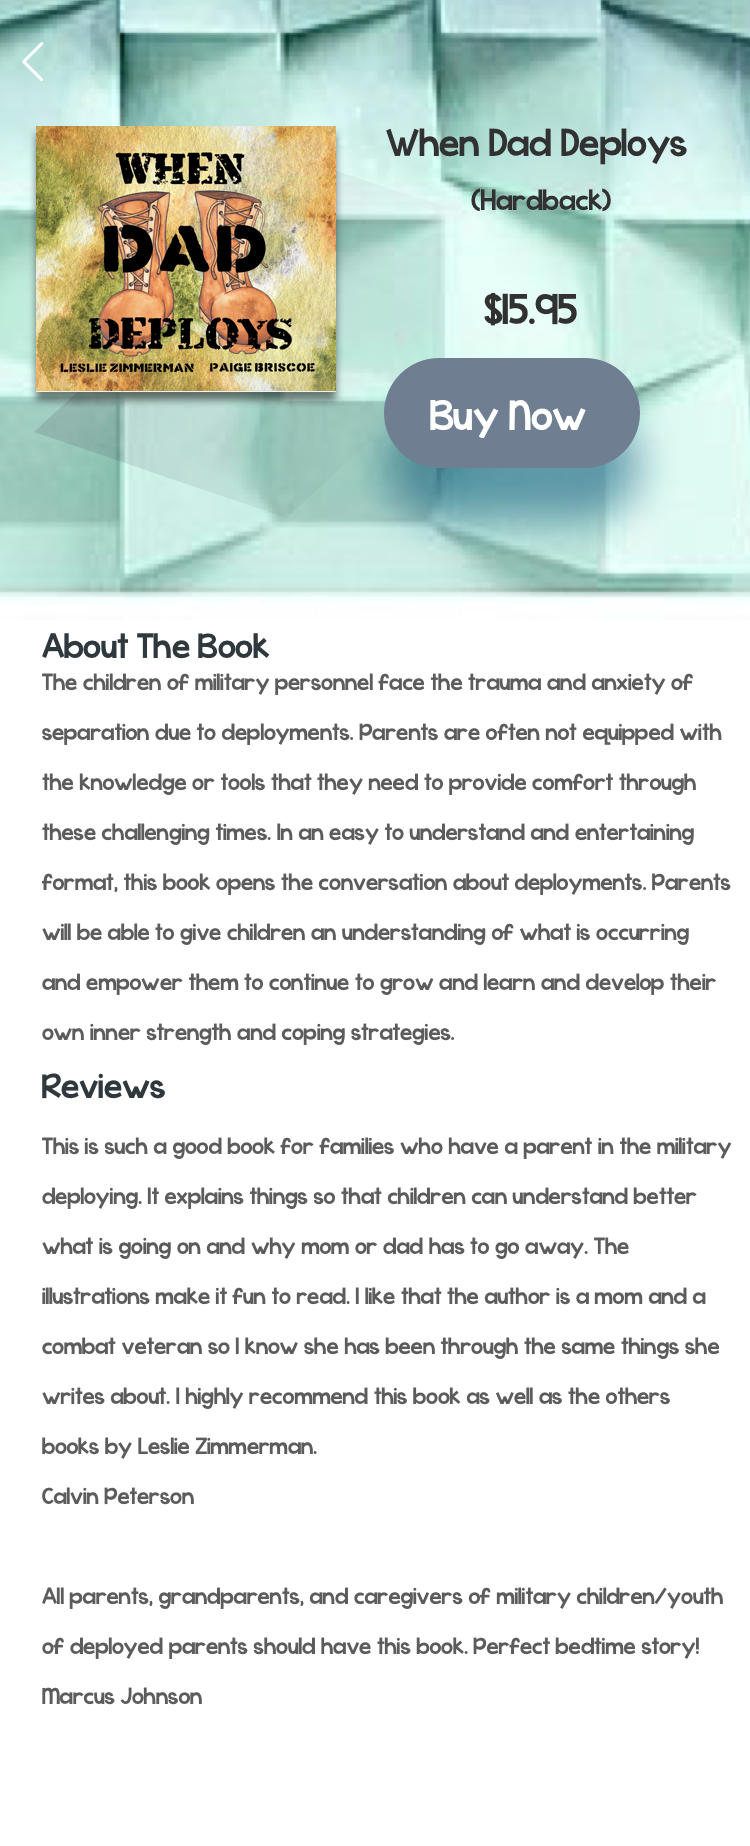 WHEN
DAD
DEPLOYS
LESLIE ZIMMERMAN PAIGE BRISCOE
When Dad Deploys
(Hardback)
$15.95
Buy Now
About The Book
The children of military personnel face the trauma and anxiety of
separation due to deployments. Parents are often not equipped with
the knowledge or tools that they need to provide comfort through
these challenging times. In an easy to understand and entertaining
format, this book opens the conversation about deployments. Parents
will be able to give children an understanding of what is occurring
and empower them to continue to grow and learn and develop their
own inner strength and coping strategies.
Reviews
This is such a good book for families who have a parent in the military
deploying. It explains things so that children can understand better
what is going on and why mom or dad has to go away. The
illustrations make it fun to read. I like that the author is a mom and a
combat veteran so I know she has been through the same things she
writes about. I highly recommend this book as well as the others
books by Leslie Zimmerman.
Calvin Peterson
All parents, grandparents, and caregivers of military children/youth
of deployed parents should have this book. Perfect bedtime story!
Marcus Johnson